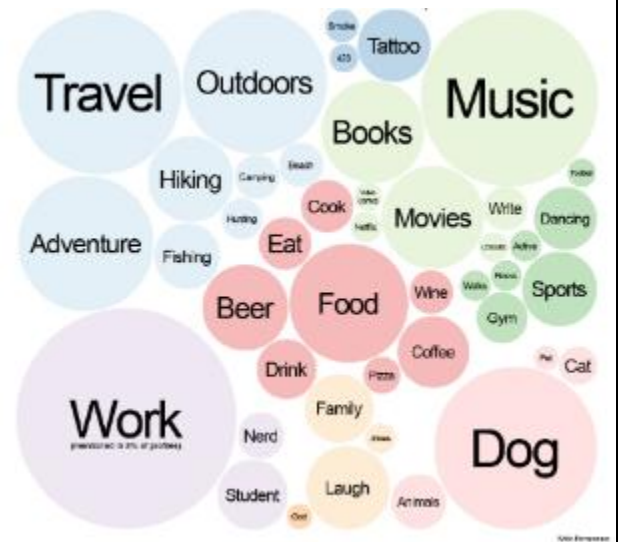 Smoke
Tattoo
420
Travel
Outdoors
Music
Books
Beach
Hiking
Camping
Cook
Write
Dancing
Hunting
Netflix
Movies
Adventure
Eat
Active
Fishing
Wine
Sports
Beer
Food
Gym
Coffee
Drink
Pizza
Cat
Family
Work
Nerd
Dog
Student
Laugh
Animals
God